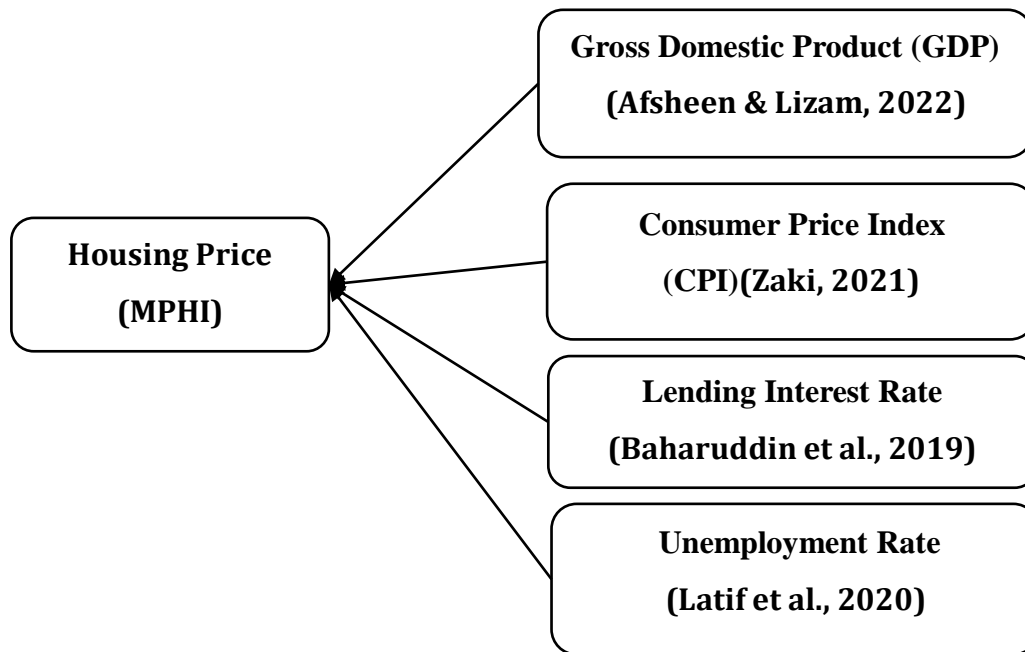 Gross Domestic Product (GDP)
(Afsheen & Lizam, 2022)
Housing Price
(MPHI)
Consumer Price Index
(CPI)(Zaki, 2021)
Lending Interest Rate
(Baharuddin et al., 2019)
Unemployment Rate
(Latif et al., 2020)